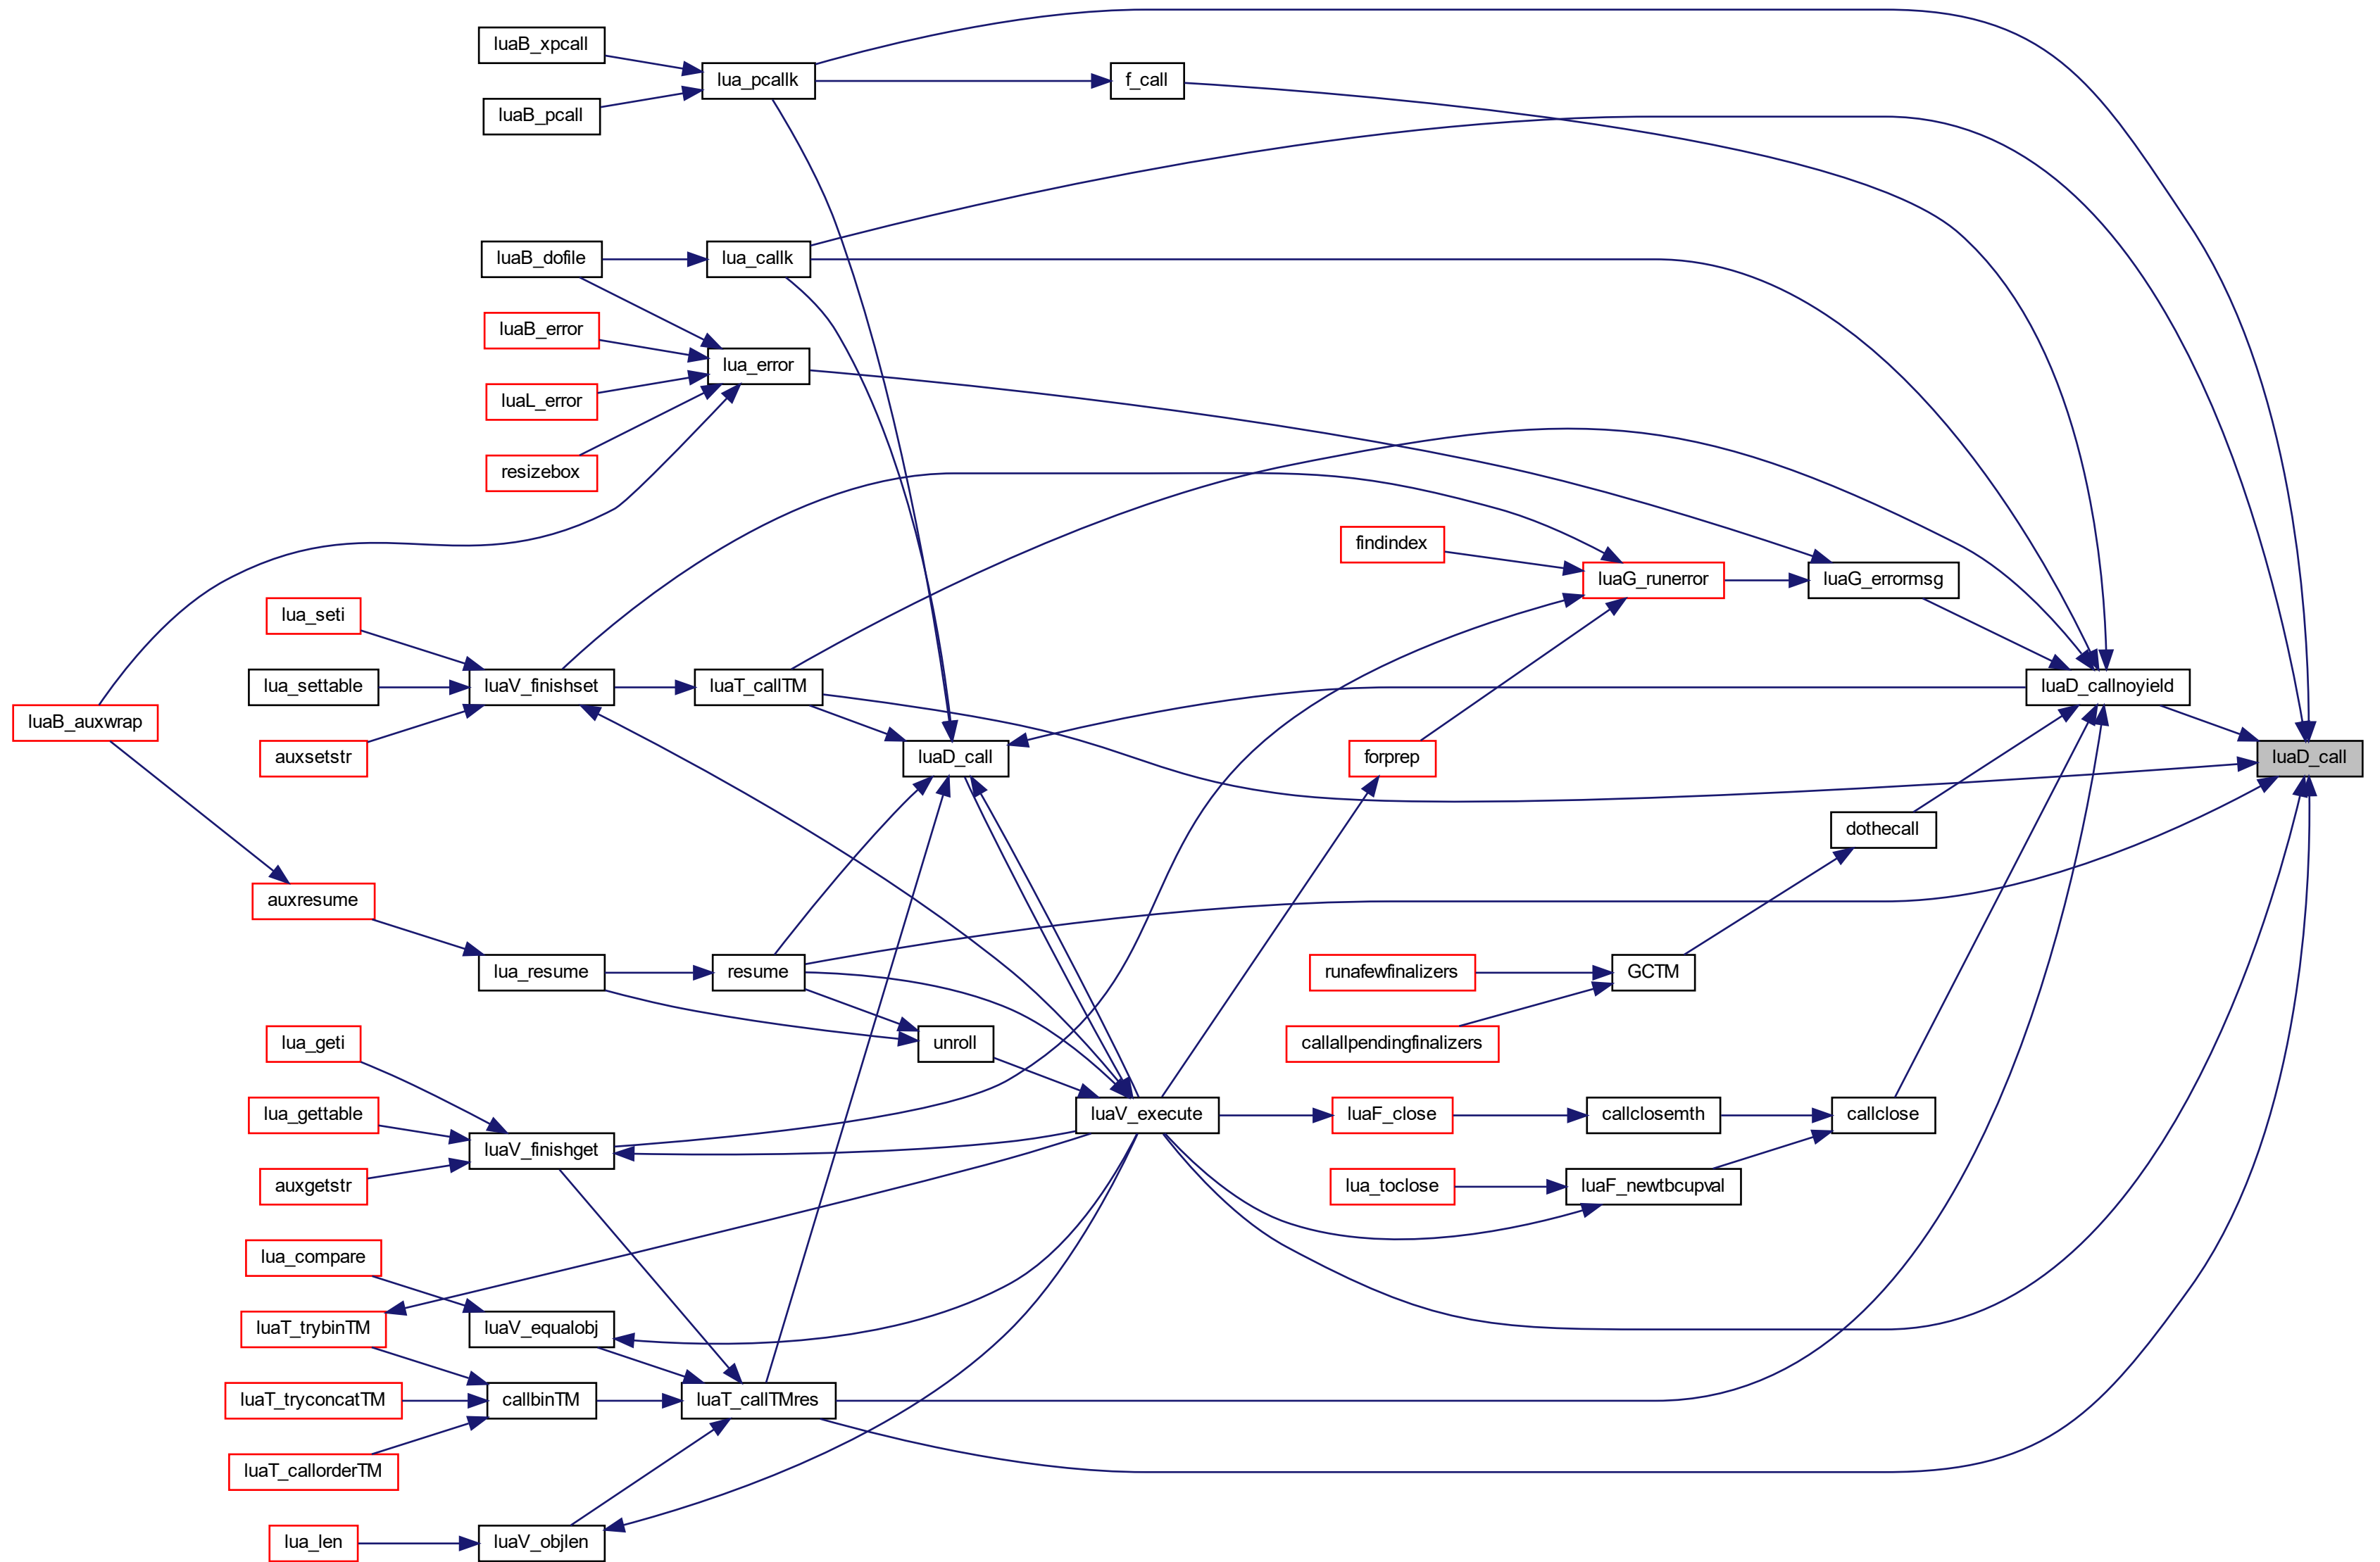 luaB_xpcall
lua_pcallk
f_call
luaB_pcall
luaB_dofile
lua_callk
luaB_error
lua_error
luaL_error
resizebox
findindex
luaG_runerror
luaG_errormsg
lua_seti
lua_settable
luaV_finishset
luaT_callTM
luaD_callnoyield
luaB_auxwrap
auxsetstr
luaD_call
forprep
luaD_call
dothecall
auxresume
lua_resume
resume
runafewfinalizers
GCTM
lua_geti
unroll
callallpendingfinalizers
lua_gettable
luaV_execute
luaF_close
callclosemth
callclose
luaV_finishget
auxgetstr
lua_toclose
luaF_newtbcupval
lua_compare
luaT_trybinTM
luaV_equalobj
luaT_tryconcatTM
callbinTM
luaT_callTMres
luaT_callorderTM
lua_len
luaV_objlen